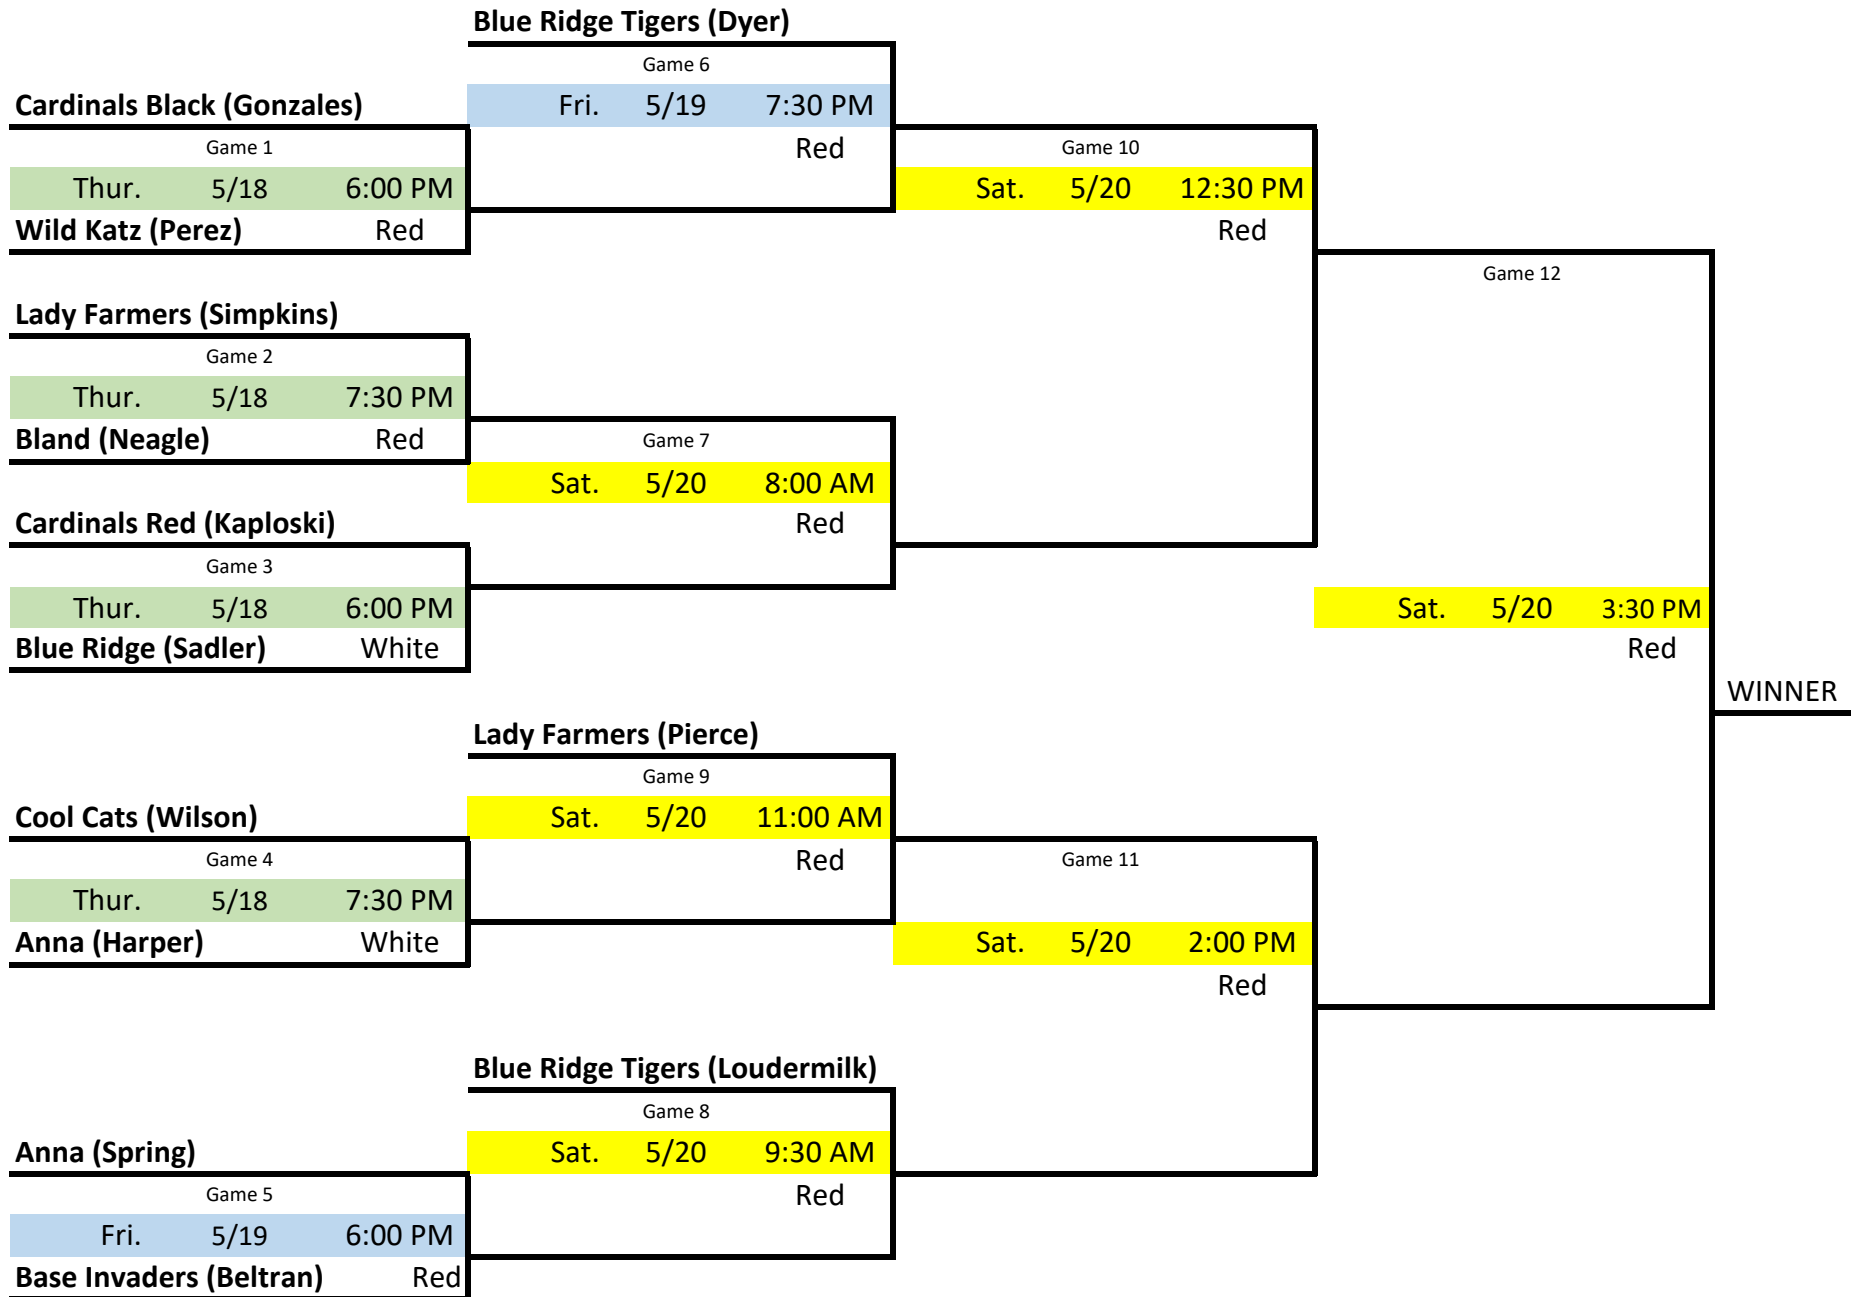 Blue Ridge Tigers (Dyer)
Game 6
Cardinals Black (Gonzales)
Fri. 5/19 7:30 PM
Game 1
Red
Game 10
Thur. 5/18 6:00 PM
Sat. 5/20 12:30 PM
Wild Katz (Perez) Red
Red
Game 12
Lady Farmers (Simpkins)
Game 2
Thur. 5/18 7:30 PM
Bland (Neagle) Red
Game 7
Sat. 5/20 8:00 AM
Cardinals Red (Kaploski)
Red
Game 3
Thur. 5/18 6:00 PM
Sat. 5/20 3:30 PM
Blue Ridge (Sadler) White
Red
WINNER
Lady Farmers (Pierce)
Game 9
Cool Cats (Wilson)
Sat. 5/20 11:00 AM
Game 4
Red
Game 11
Thur. 5/18 7:30 PM
Anna (Harper) White
Sat. 5/20 2:00 PM
Red
Blue Ridge Tigers (Loudermilk)
Game 8
Anna (Spring)
Sat. 5/20 9:30 AM
Game 5
Red
Fri. 5/19 6:00 PM
Base Invaders (Beltran) Red